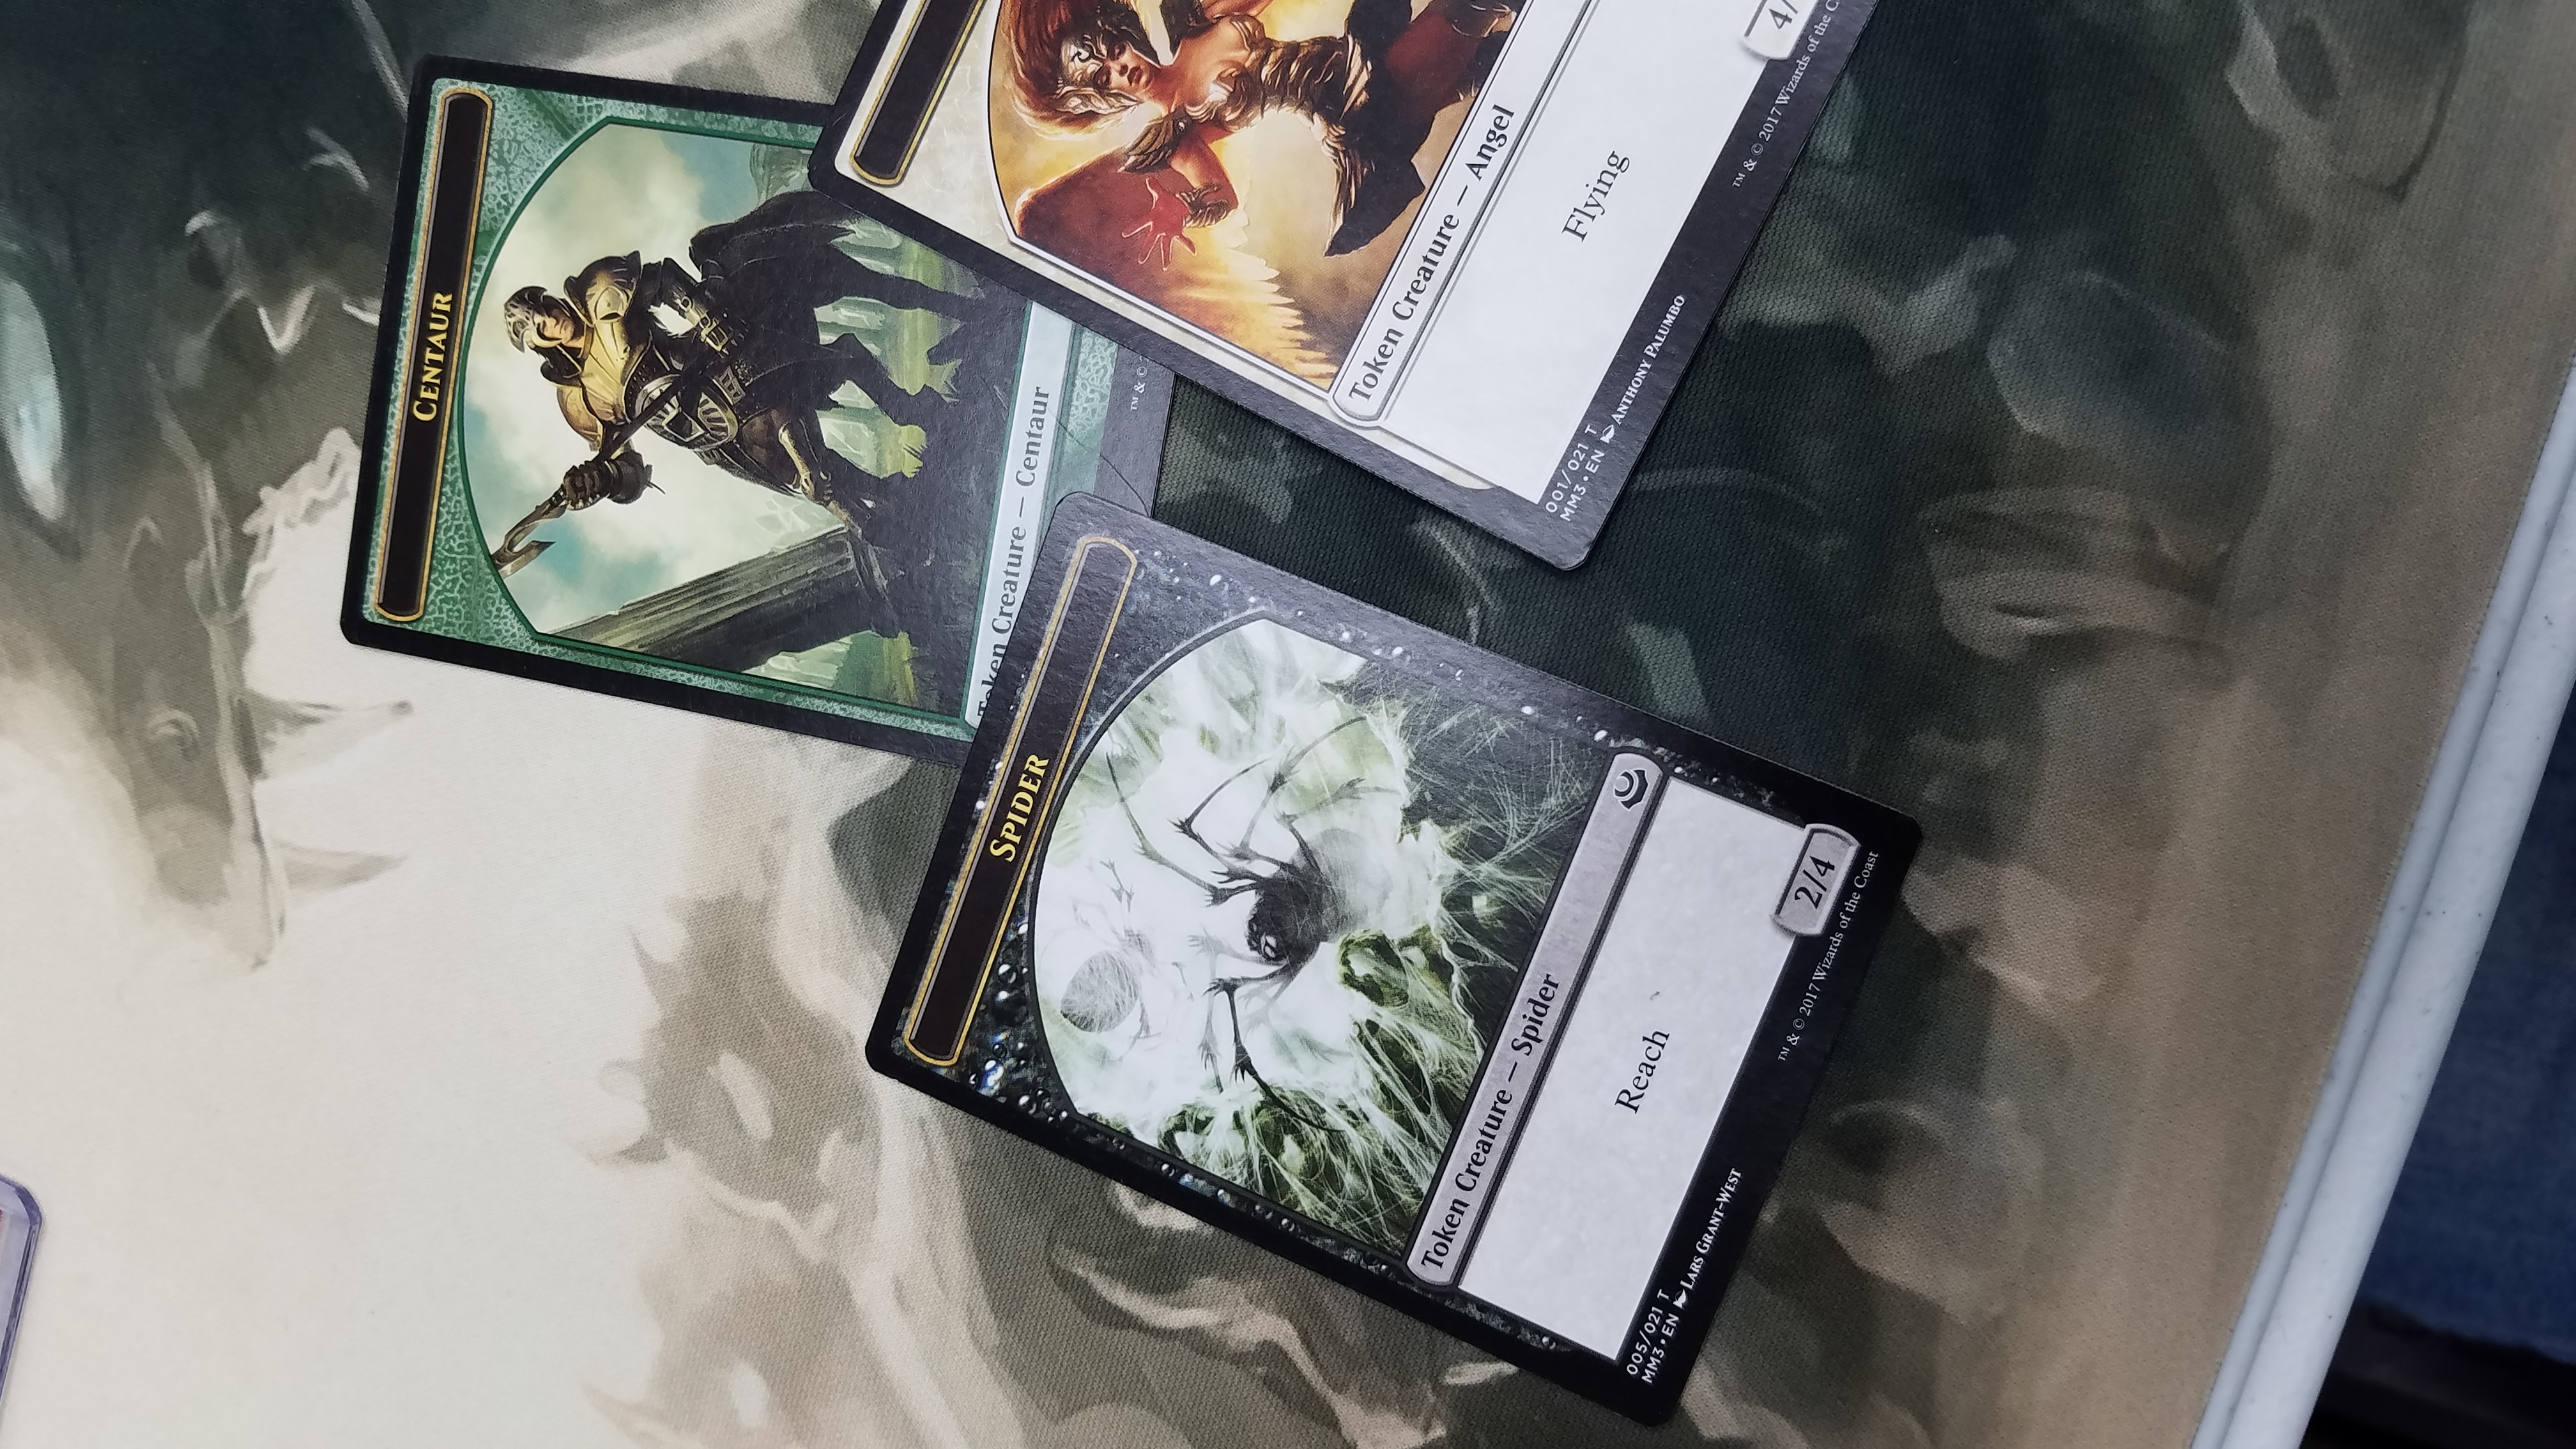 SPIDER
Token Creature — Spider
Reach
2/4
005/021 T
MM3 • EN LARS GRANT-WEST
™ & © 2017 Wizards of the Coast
CENTAUR
Token Creature — Centaur
™ & ©
Token Creature — Angel
Flying
4/
001/021 T
MM3 • EN ANTHONY PALUMBO
™ & © 2017 Wizards of the C